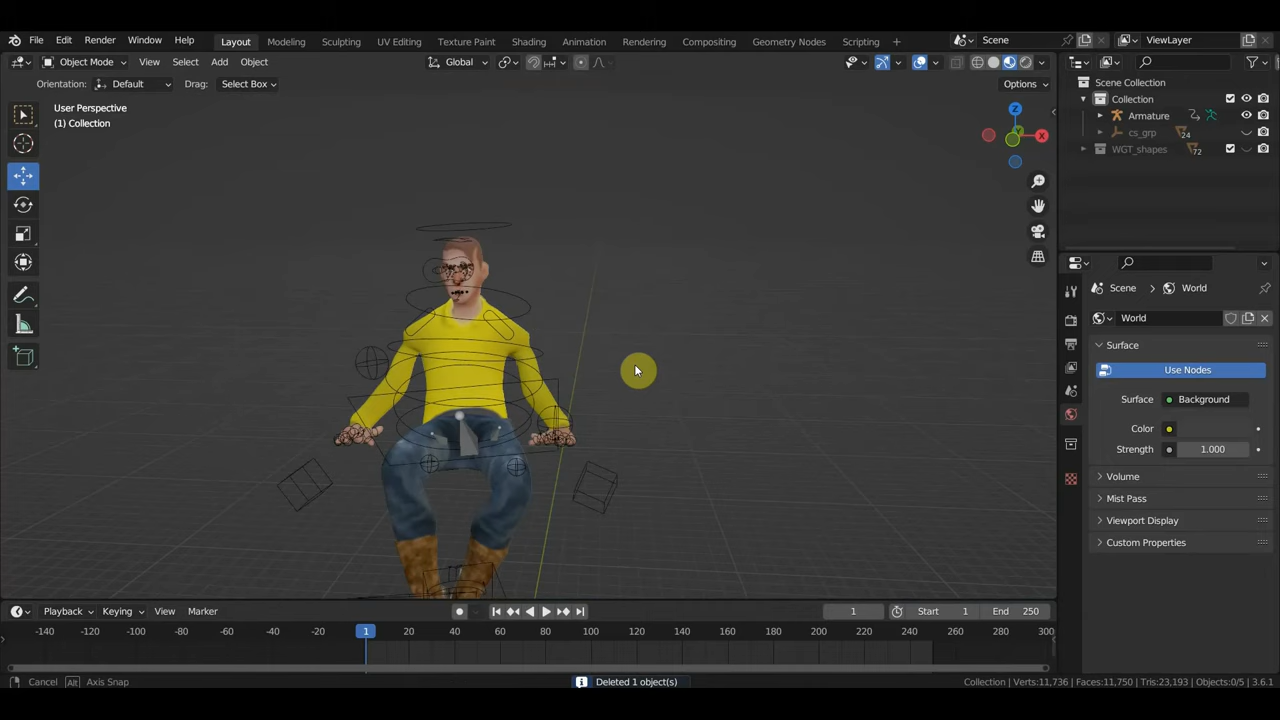 File Edit Render Window Help Layout Modeling Sculpting UV Editing Texture Paint Shading Animation Rendering Compositing Geometry Nodes Scripting + Scene ViewLayer
Object Mode View Select Add Object Global Options
Orientation: Default Drag: Select Box
User Perspective
(1) Collection
Z
X
Scene Collection
Collection
Armature
cs_grp 24
WGT_shapes 72
Scene > World
World
Surface
Use Nodes
Surface Background
Color
Strength 1.000
Volume
Mist Pass
Viewport Display
Custom Properties
Playback Keying View Marker 1 Start 1 End 250
-140 -120 -100 -80 -60 -40 -20 1 20 40 60 80 100 120 140 160 180 200 220 240 260 280 300
Cancel Alt Axis Snap Deleted 1 object(s) Collection | Verts:11,736 | Faces:11,750 | Tris:23,193 | Objects:0/5 | 3.6.1